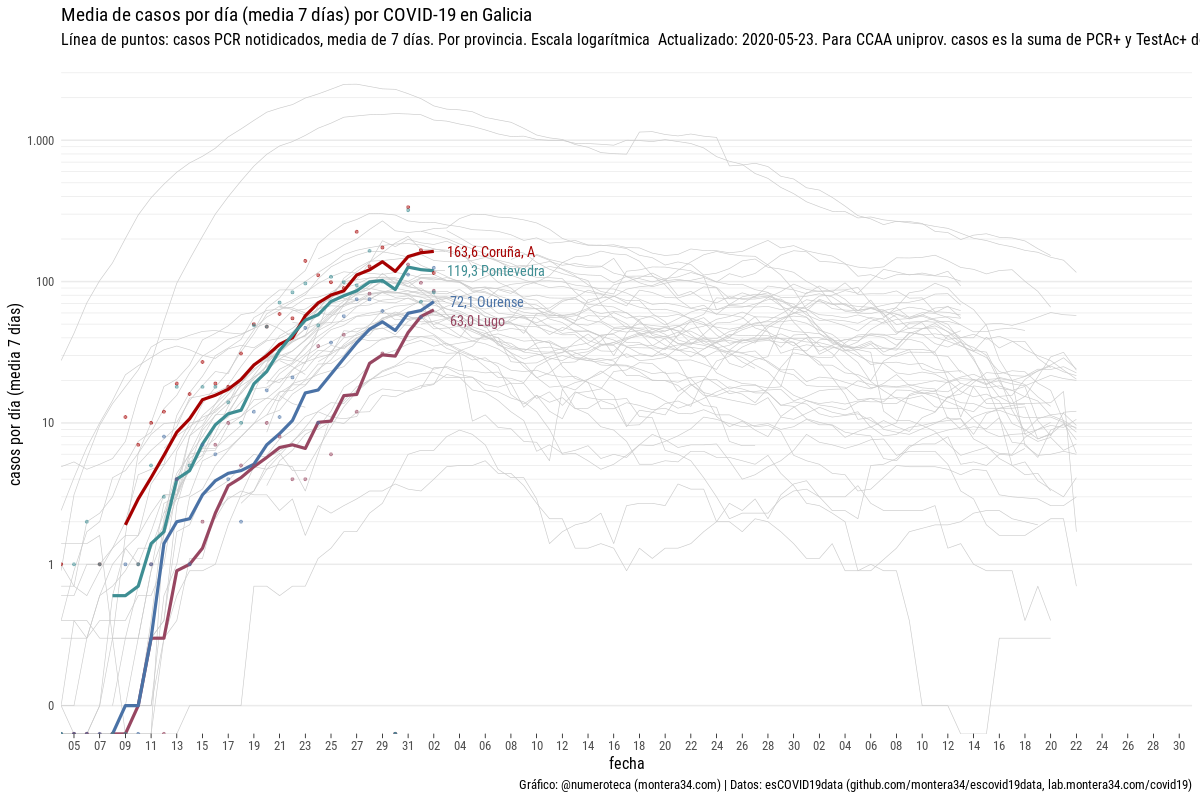 Media de casos por día (media 7 días) por COVID-19 en Galicia
Línea de puntos: casos PCR notidicados, media de 7 días. Por provincia. Escala logarítmica  Actualizado: 2020-05-23. Para CCAA uniprov. casos es la suma de PCR+ y TestAc+ d
casos por día (media 7 días)
1.000
100
10
1
0
163,6 Coruña, A
119,3 Pontevedra
72,1 Ourense
63,0 Lugo
05 07 09 11 13 15 17 19 21 23 25 27 29 31 02 04 06 08 10 12 14 16 18 20 22 24 26 28 30 02 04 06 08 10 12 14 16 18 20 22 24 26 28 30
fecha
Gráfico: @numeroteca (montera34.com) | Datos: esCOVID19data (github.com/montera34/escovid19data, lab.montera34.com/covid19)